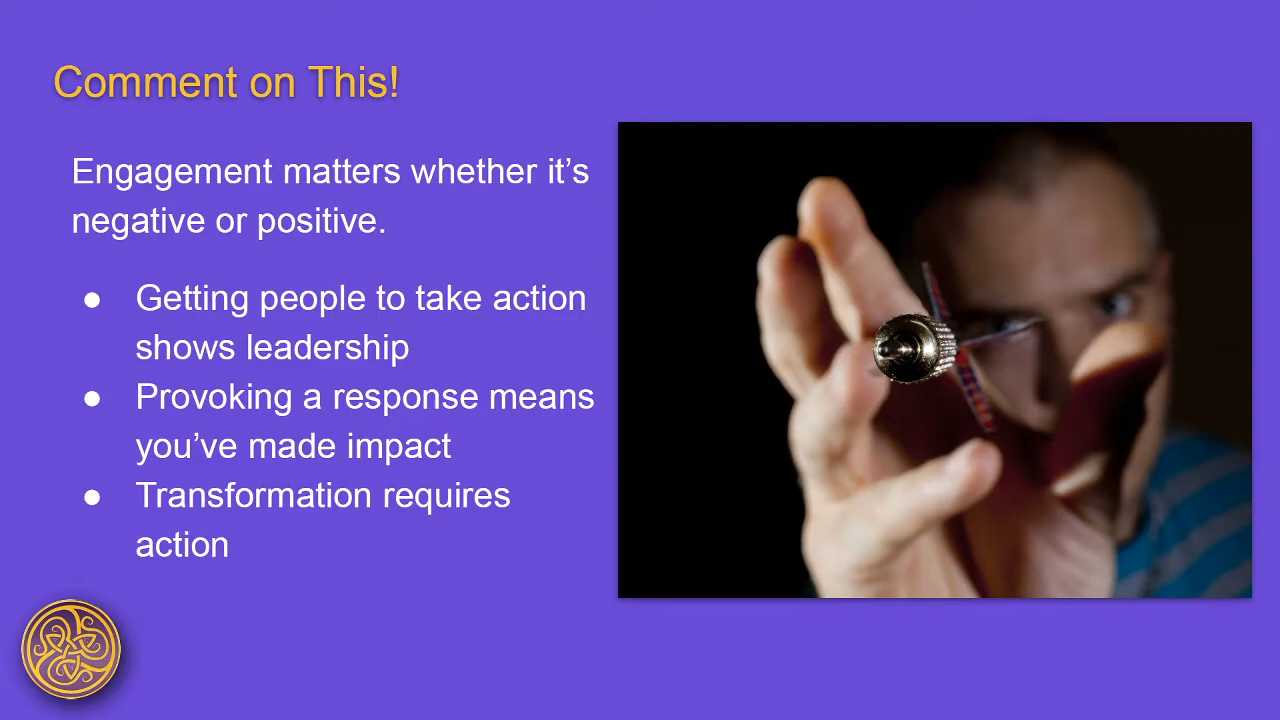 Comment on This!
Engagement matters whether it’s
negative or positive.
● Getting people to take action
shows leadership
● Provoking a response means
you’ve made impact
● Transformation requires
action